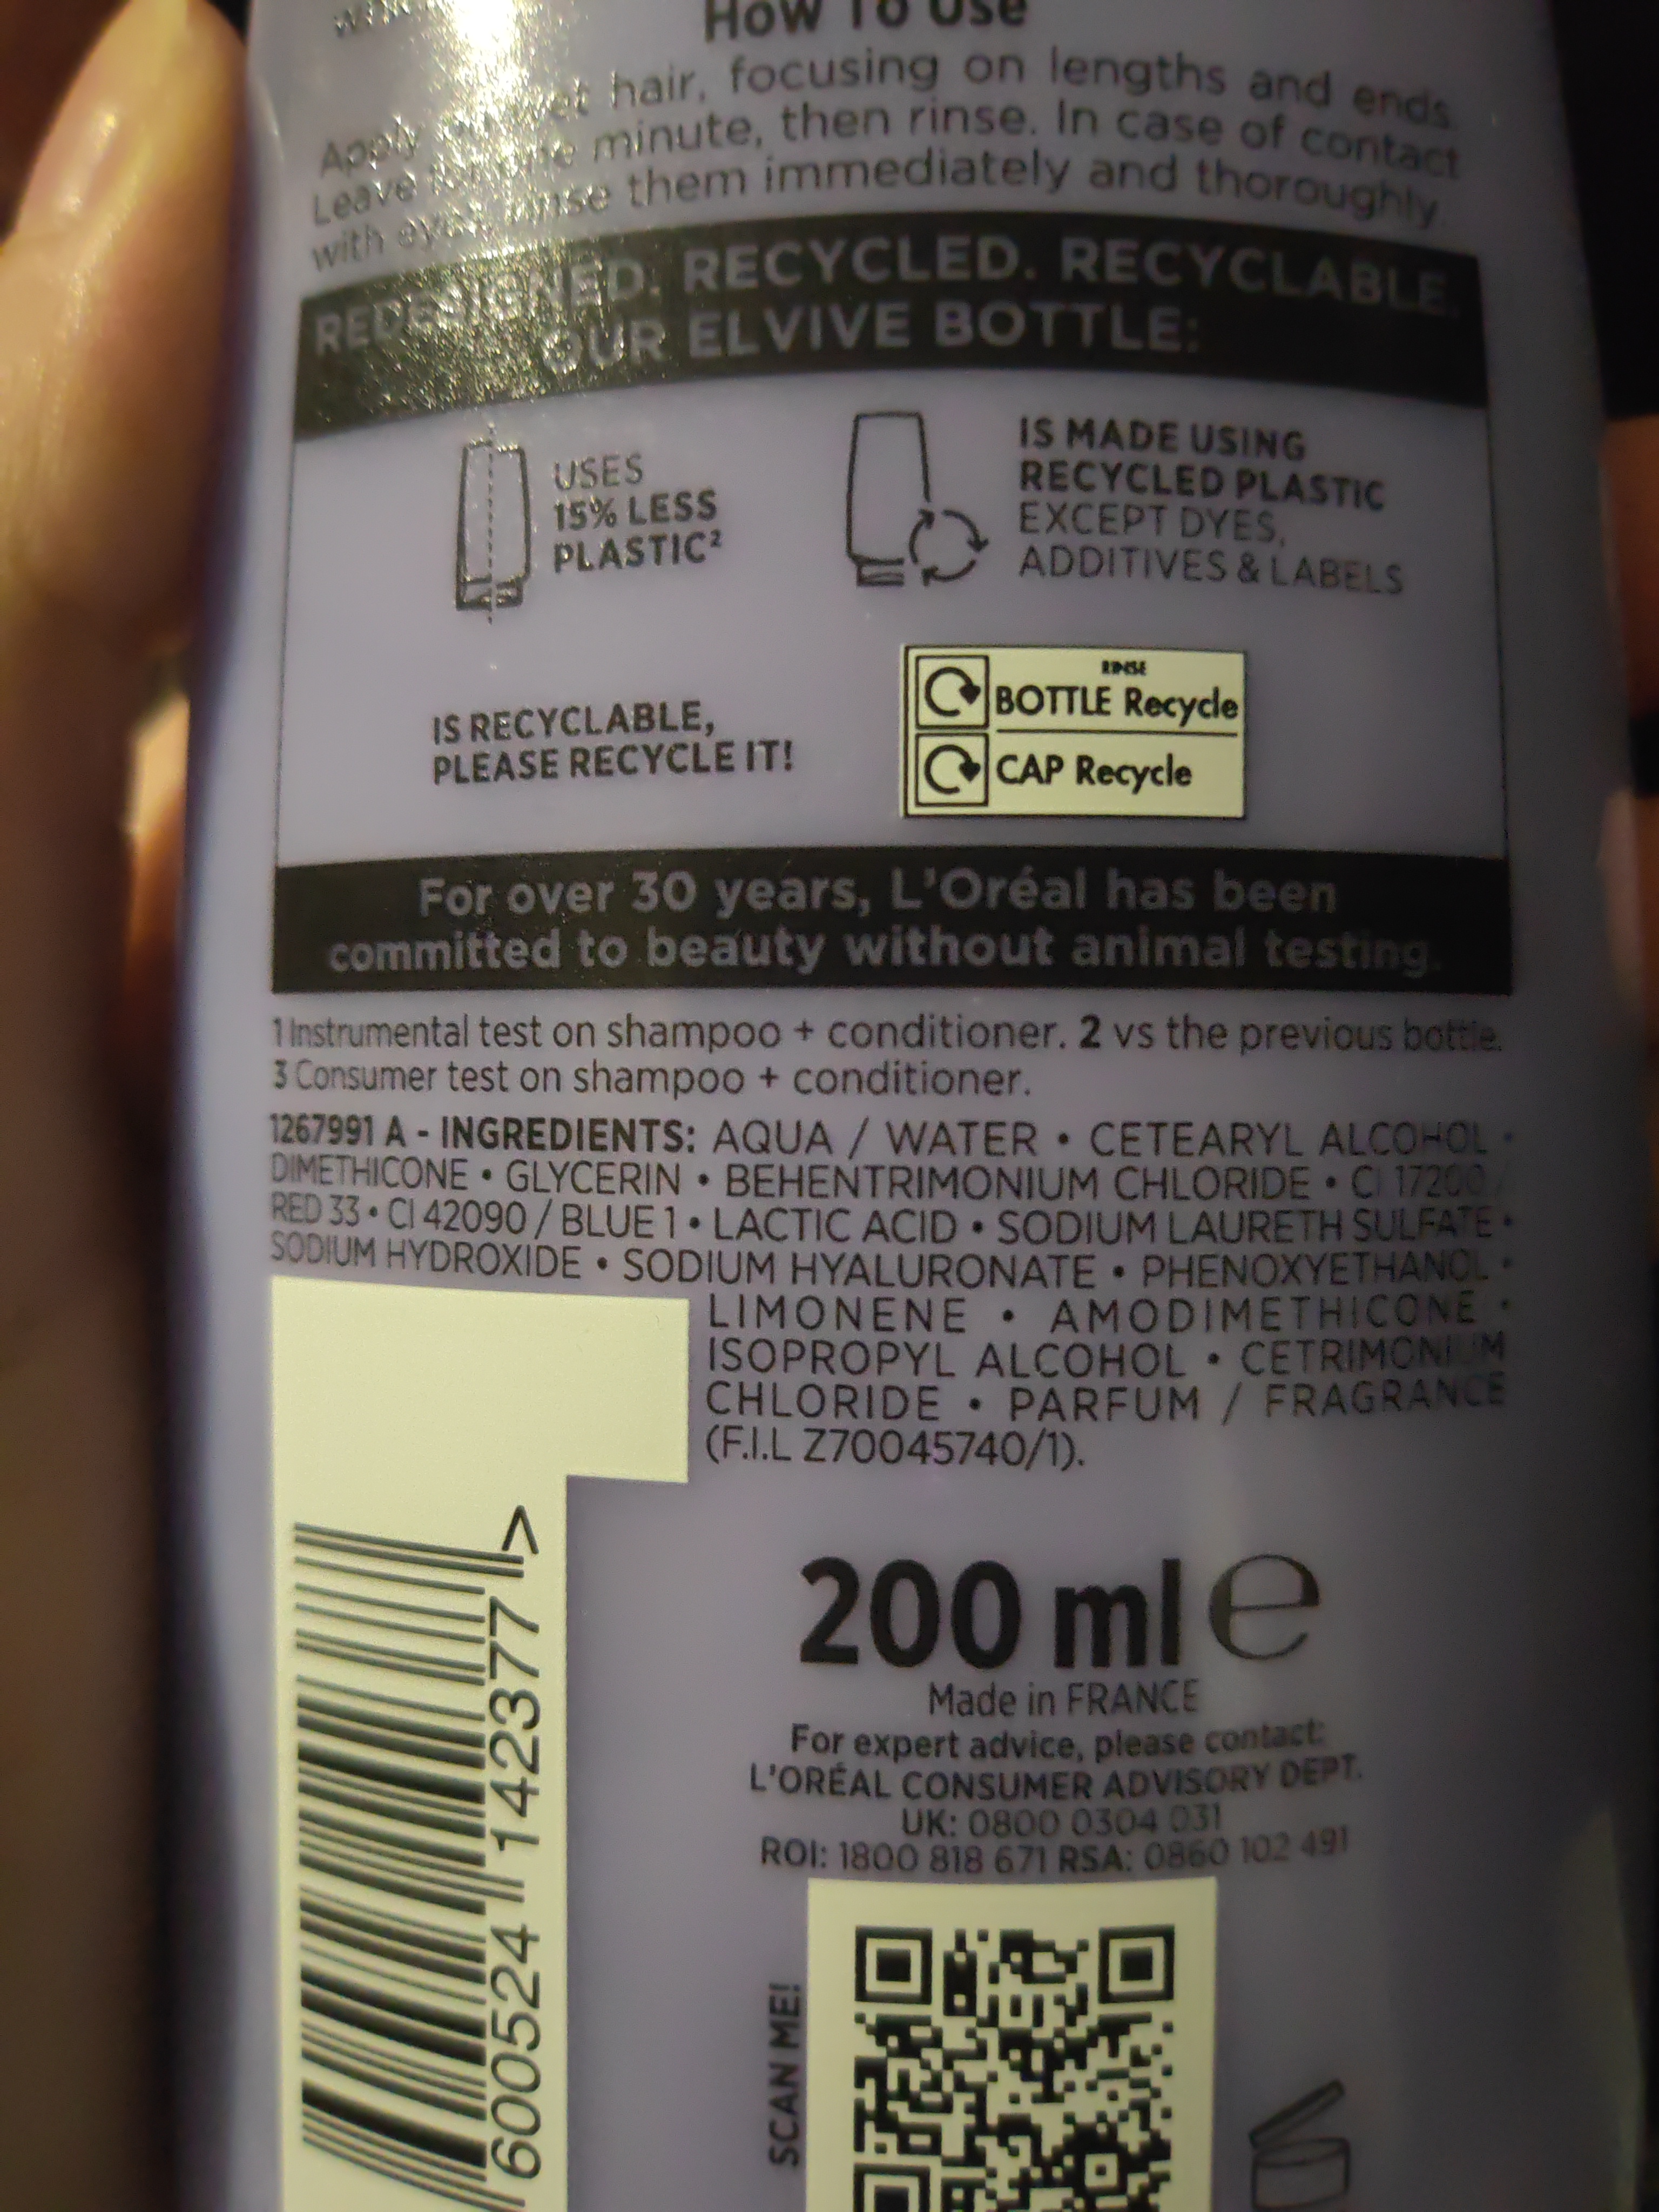 How To Use
Apply hair, focusing on lengths and ends.
Leave minute, then rinse. In case of contact
with rinse them immediately and thoroughly.
REDESIGNED. RECYCLED. RECYCLABLE.
OUR ELVIVE BOTTLE:
USES
15% LESS
PLASTIC²
IS MADE USING
RECYCLED PLASTIC
EXCEPT DYES,
ADDITIVES & LABELS
IS RECYCLABLE,
PLEASE RECYCLE IT!
RINSE
BOTTLE Recycle
CAP Recycle
For over 30 years, L'Oréal has been
committed to beauty without animal testing.
1 Instrumental test on shampoo + conditioner. 2 vs the previous bottle.
3 Consumer test on shampoo + conditioner.
1267991 A - INGREDIENTS: AQUA / WATER • CETEARYL ALCOHOL •
DIMETHICONE • GLYCERIN • BEHENTRIMONIUM CHLORIDE • CI 17200 /
RED 33 • CI 42090 / BLUE 1 • LACTIC ACID • SODIUM LAURETH SULFATE •
SODIUM HYDROXIDE • SODIUM HYALURONATE • PHENOXYETHANOL •
LIMONENE • AMODIMETHICONE •
ISOPROPYL ALCOHOL • CETRIMONIUM
CHLORIDE • PARFUM / FRAGRANCE
(F.I.L Z70045740/1).
600524 142377 >
200 ml e
Made in FRANCE
For expert advice, please contact:
L'ORÉAL CONSUMER ADVISORY DEPT.
UK: 0800 0304 031
ROI: 1800 818 671 RSA: 0860 102 491
SCAN ME!